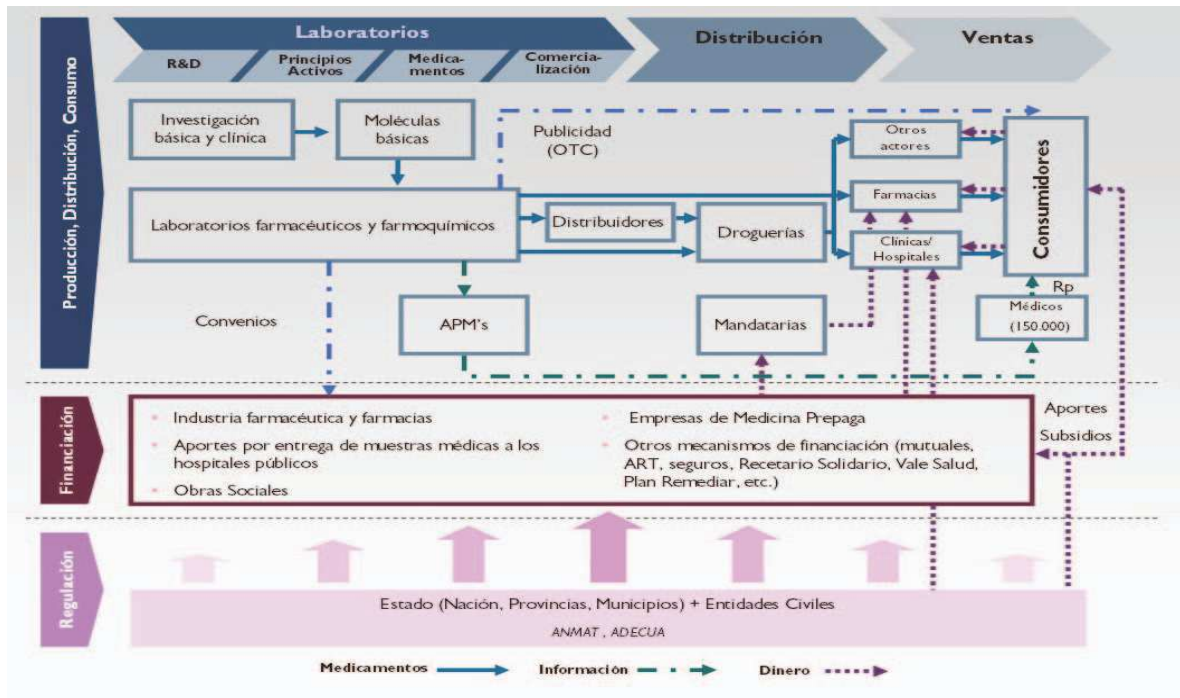 Laboratorios
Distribución
Ventas
R&D
Principios
Activos
Medica-
mentos
Comercia-
lización
Producción, Distribución, Consumo
Investigación
básica y clínica
Moléculas
básicas
Publicidad
(OTC)
Otros
actores
Consumidores
Laboratorios farmacéuticos y farmoquímicos
Distribuidores
Droguerías
Farmacias
Clínicas/
Hospitales
Convenios
APM's
Mandatarias
Rp
Médicos
(150.000)
Financiación
Industria farmacéutica y farmacias
Aportes por entrega de muestras médicas a los
hospitales públicos
Obras Sociales
Empresas de Medicina Prepaga
Otros mecanismos de financiación (mutuales,
ART, seguros, Recetario Solidario, Vale Salud,
Plan Remediar, etc.)
Aportes
Subsidios
Regulación
Estado (Nación, Provincias, Municipios) + Entidades Civiles
ANMAT , ADECUA
Medicamentos
Información
Dinero